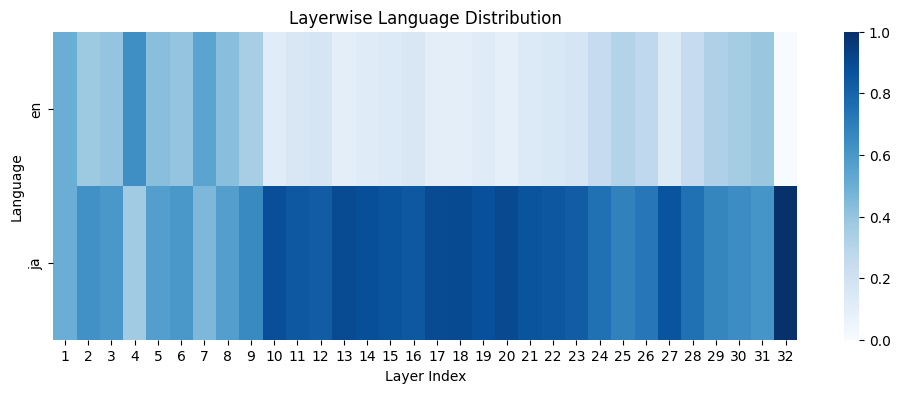 Layerwise Language Distribution
en
ja
Language
1 2 3 4 5 6 7 8 9 10 11 12 13 14 15 16 17 18 19 20 21 22 23 24 25 26 27 28 29 30 31 32
Layer Index
1.0
0.8
0.6
0.4
0.2
0.0